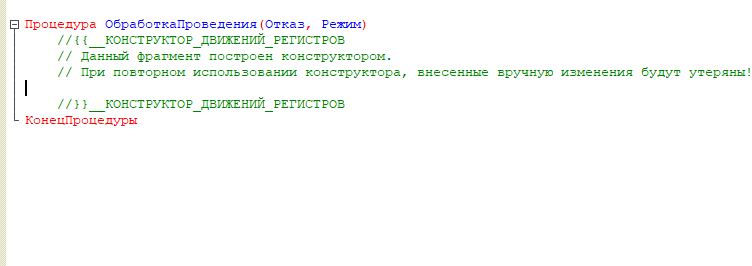 Процедура ОбработкаПроведения(Отказ, Режим)
//{{__КОНСТРУКТОР_ДВИЖЕНИЙ_РЕГИСТРОВ
// Данный фрагмент построен конструктором.
// При повторном использовании конструктора, внесенные вручную изменения будут утеряны!
//}}__КОНСТРУКТОР_ДВИЖЕНИЙ_РЕГИСТРОВ
КонецПроцедуры